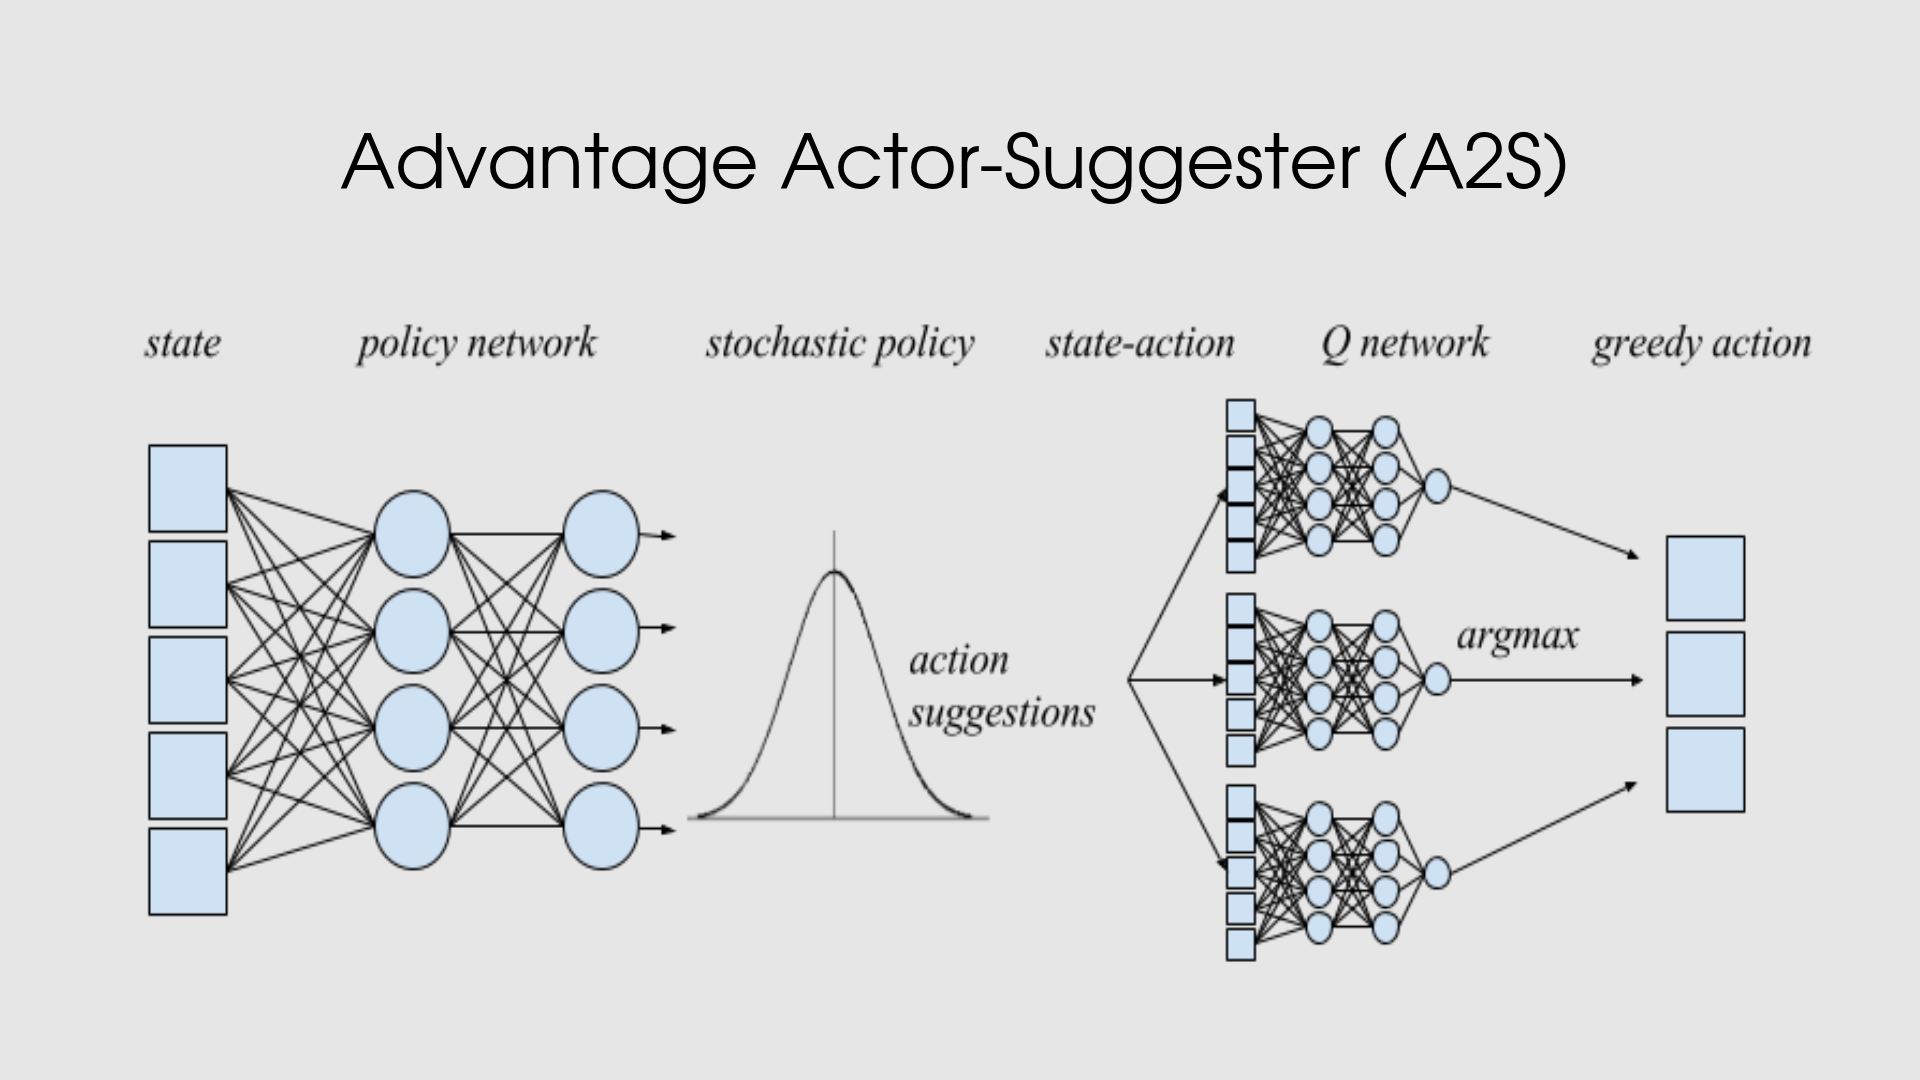 Advantage Actor-Suggester (A2S)
state
policy network
stochastic policy
state-action
Q network
greedy action
action
suggestions
argmax